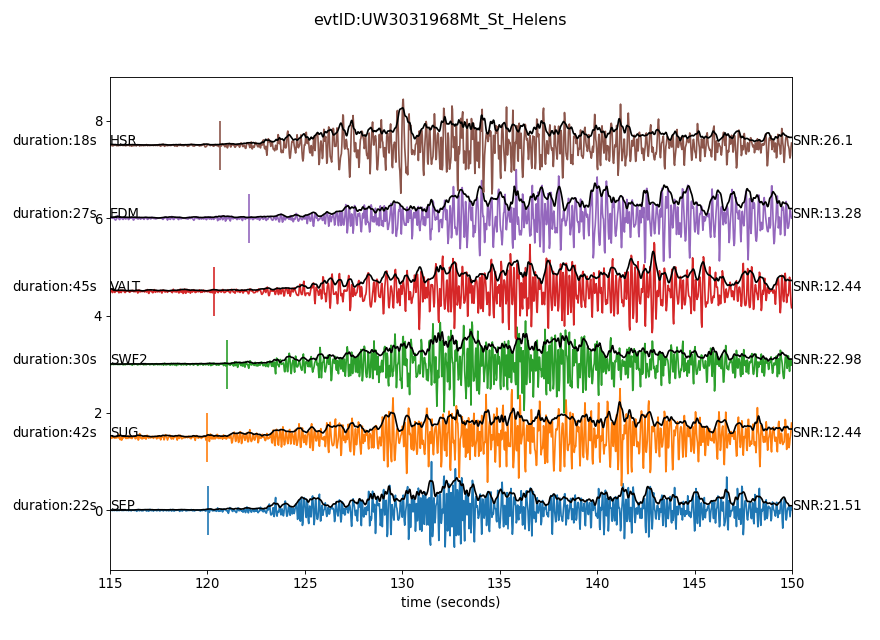 evtID:UW3031968Mt_St_Helens
8
duration:18s HSR SNR:26.1
duration:27s EDM SNR:13.28
6
duration:45s VALT SNR:12.44
4
duration:30s SWF2 SNR:22.98
2
duration:42s SUG SNR:12.44
duration:22s SEP SNR:21.51
0
115 120 125 130 135 140 145 150
time (seconds)